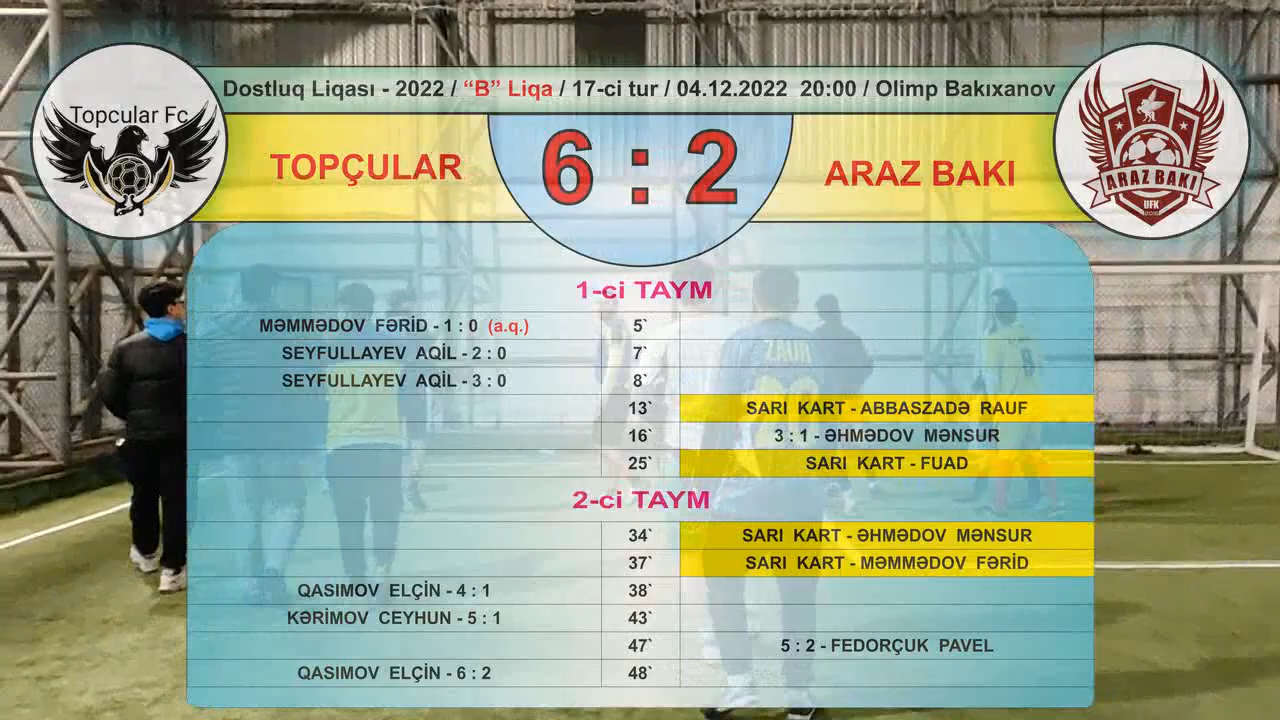 Dostluq Liqası - 2022 / “B” Liqa / 17-ci tur / 04.12.2022 20:00 / Olimp Bakıxanov
Topcular Fc
TOPÇULAR
6 : 2
ARAZ BAKI
ARAZ BAKI
UFK
1-ci TAYM
MƏMMƏDOV FƏRİD - 1 : 0 (a.q.) 5`
SEYFULLAYEV AQİL - 2 : 0 7`
SEYFULLAYEV AQİL - 3 : 0 8`
13` SARI KART - ABBASZADƏ RAUF
16` 3 : 1 - ƏHMƏDOV MƏNSUR
25` SARI KART - FUAD
2-ci TAYM
34` SARI KART - ƏHMƏDOV MƏNSUR
37` SARI KART - MƏMMƏDOV FƏRİD
QASIMOV ELÇİN - 4 : 1 38`
KƏRİMOV CEYHUN - 5 : 1 43`
47` 5 : 2 - FEDORÇUK PAVEL
QASIMOV ELÇİN - 6 : 2 48`
ZAUR